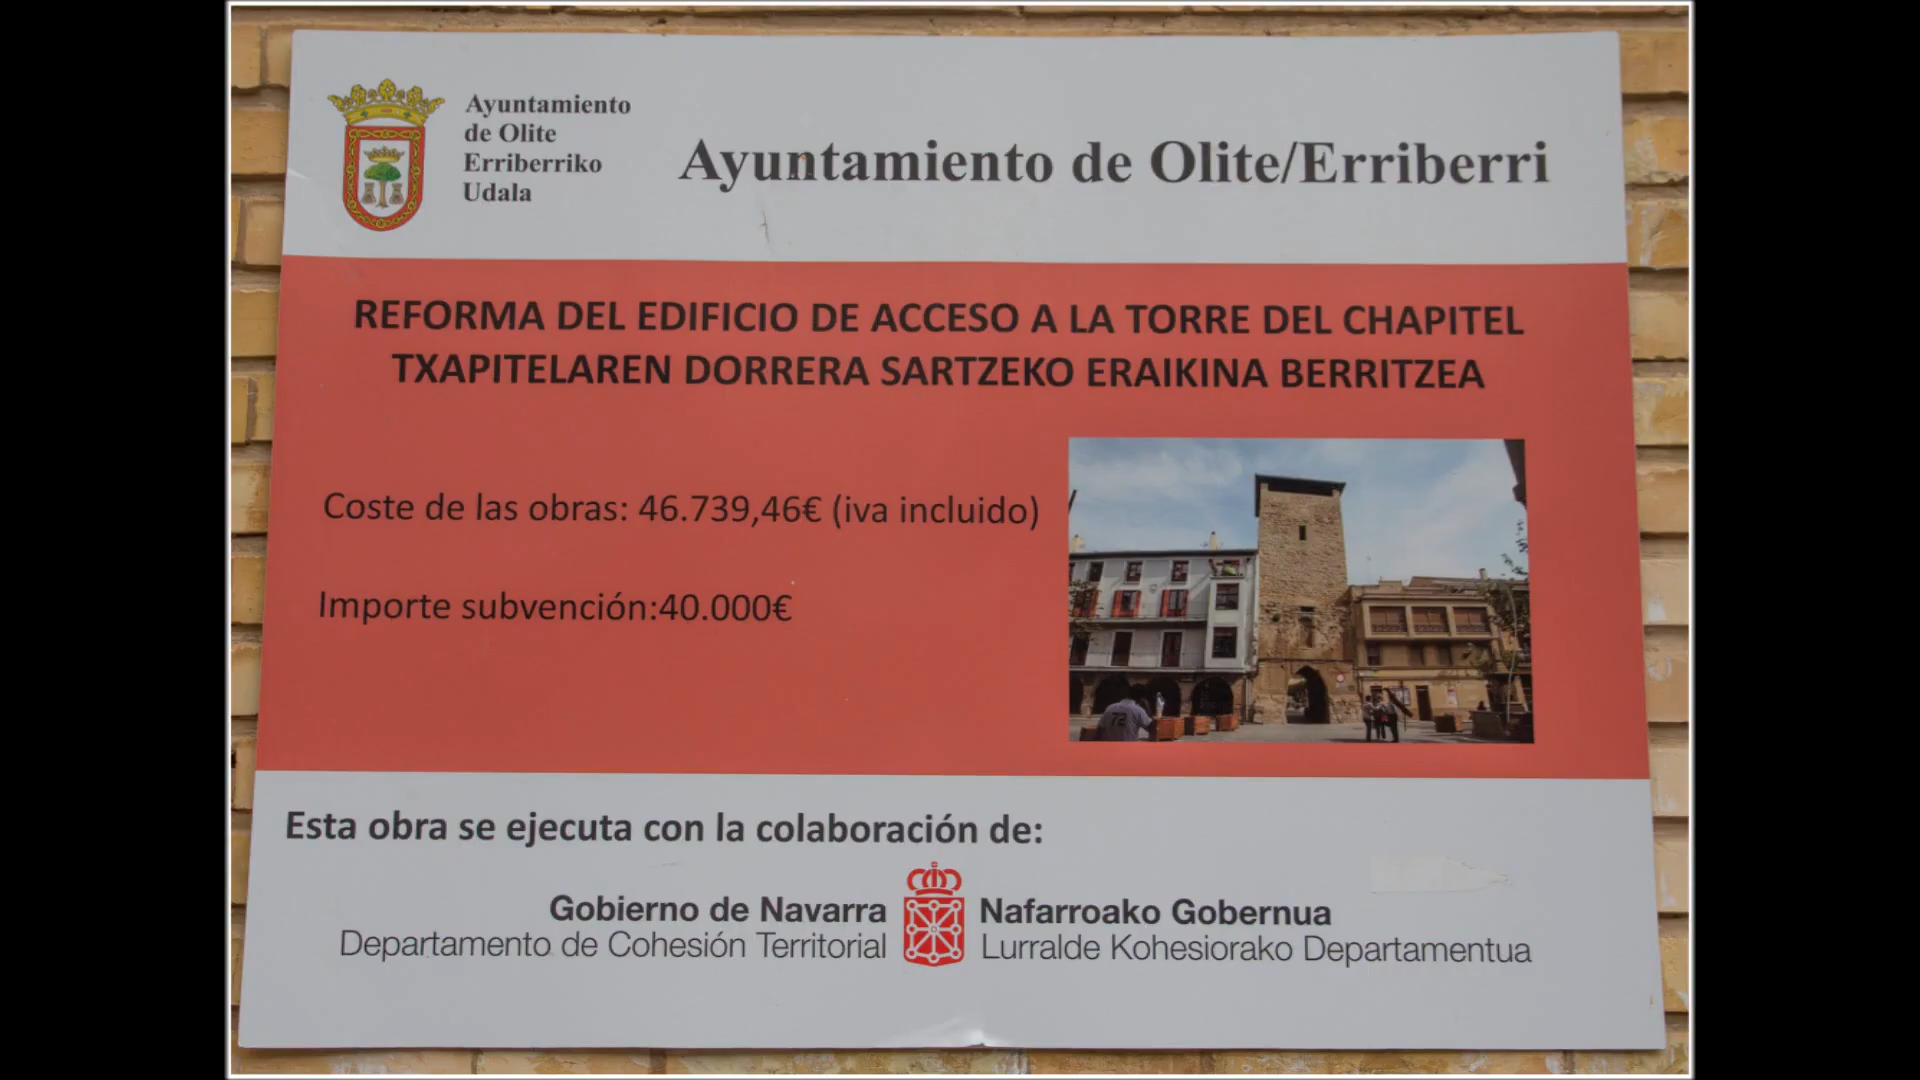 Ayuntamiento
de Olite
Erriberriko
Udala
Ayuntamiento de Olite/Erriberri
REFORMA DEL EDIFICIO DE ACCESO A LA TORRE DEL CHAPITEL
TXAPITELAREN DORRERA SARTZEKO ERAIKINA BERRITZEA
Coste de las obras: 46.739,46€ (iva incluido)
Importe subvención:40.000€
72
Esta obra se ejecuta con la colaboración de:
Gobierno de Navarra
Departamento de Cohesión Territorial
Nafarroako Gobernua
Lurralde Kohesiorako Departamentua